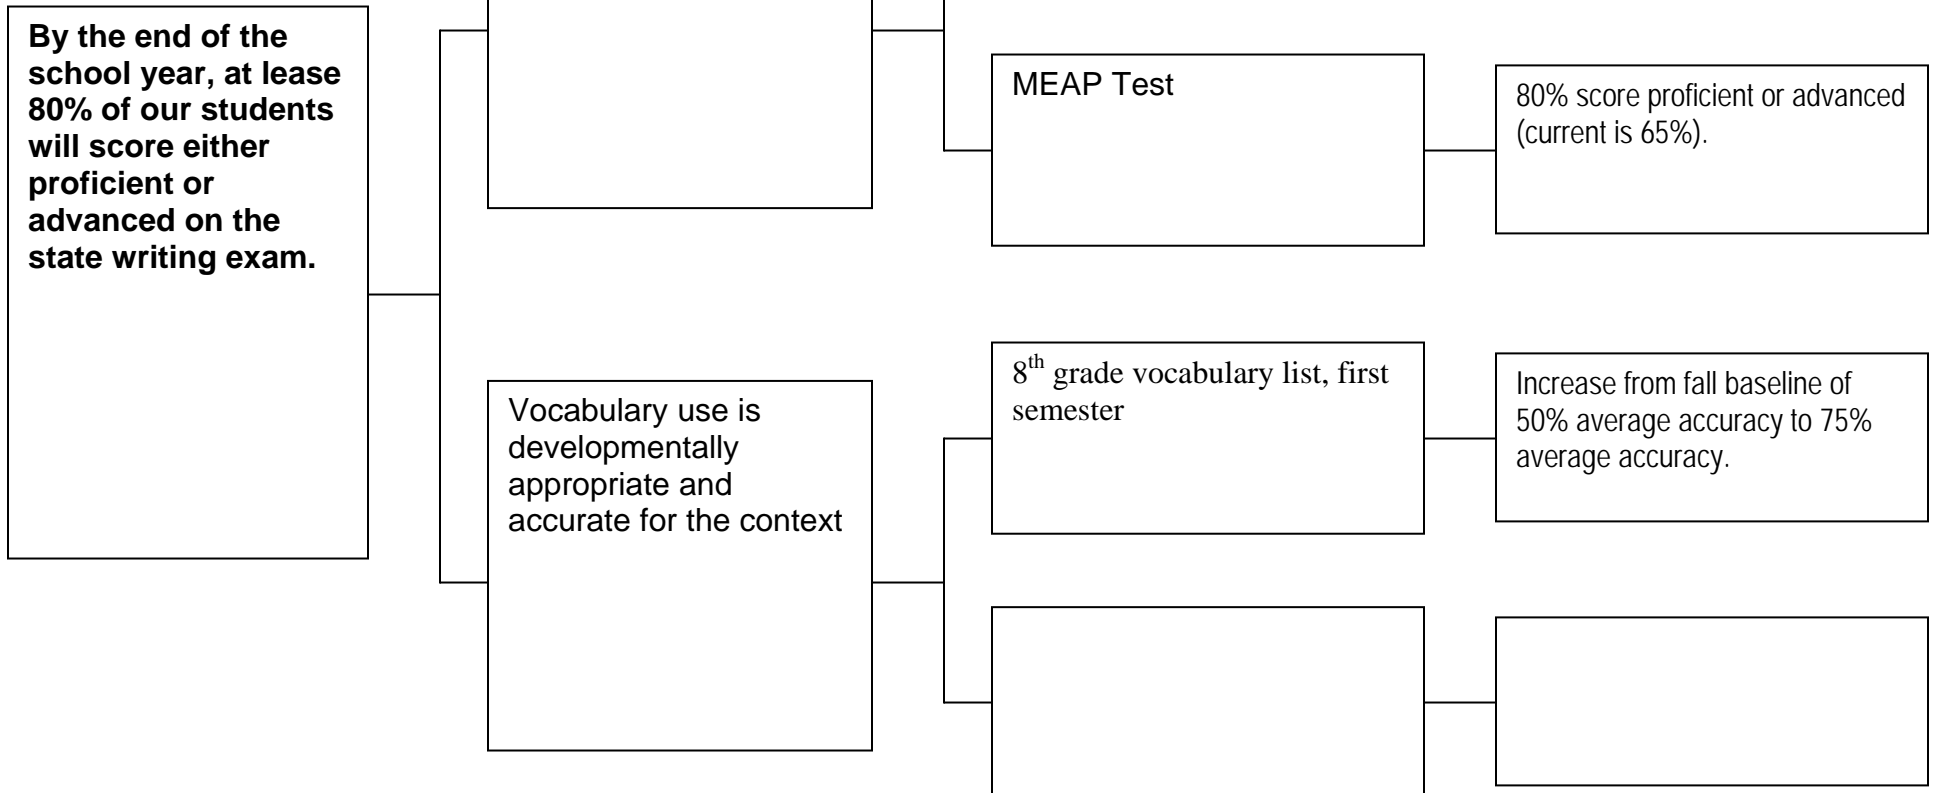 By the end of the
school year, at lease
80% of our students
will score either
proficient or
advanced on the
state writing exam.
MEAP Test
80% score proficient or advanced
(current is 65%).
Vocabulary use is
developmentally
appropriate and
accurate for the context
8th grade vocabulary list, first
semester
Increase from fall baseline of
50% average accuracy to 75%
average accuracy.